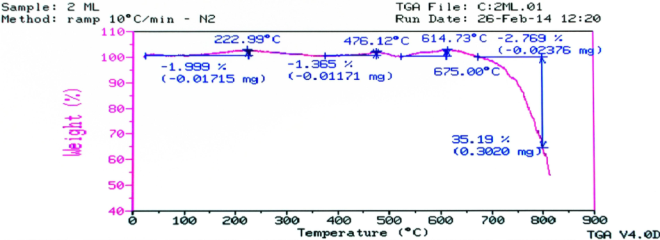 Sample: 2 ML TGA File: C:2ML.01
Method: ramp 10°C/min - N2 Run Date: 26-Feb-14 12:20
110
100
90
80
70
60
50
40
Weight (%)
222.99°C
-1.999 %
(-0.01715 mg)
476.12°C
-1.365 %
(-0.01171 mg)
614.73°C
-2.769 %
(-0.02376 mg)
675.00°C
35.19 %
(0.3020 mg)
0 100 200 300 400 500 600 700 800 900
Temperature (°C) TGA V4.0D